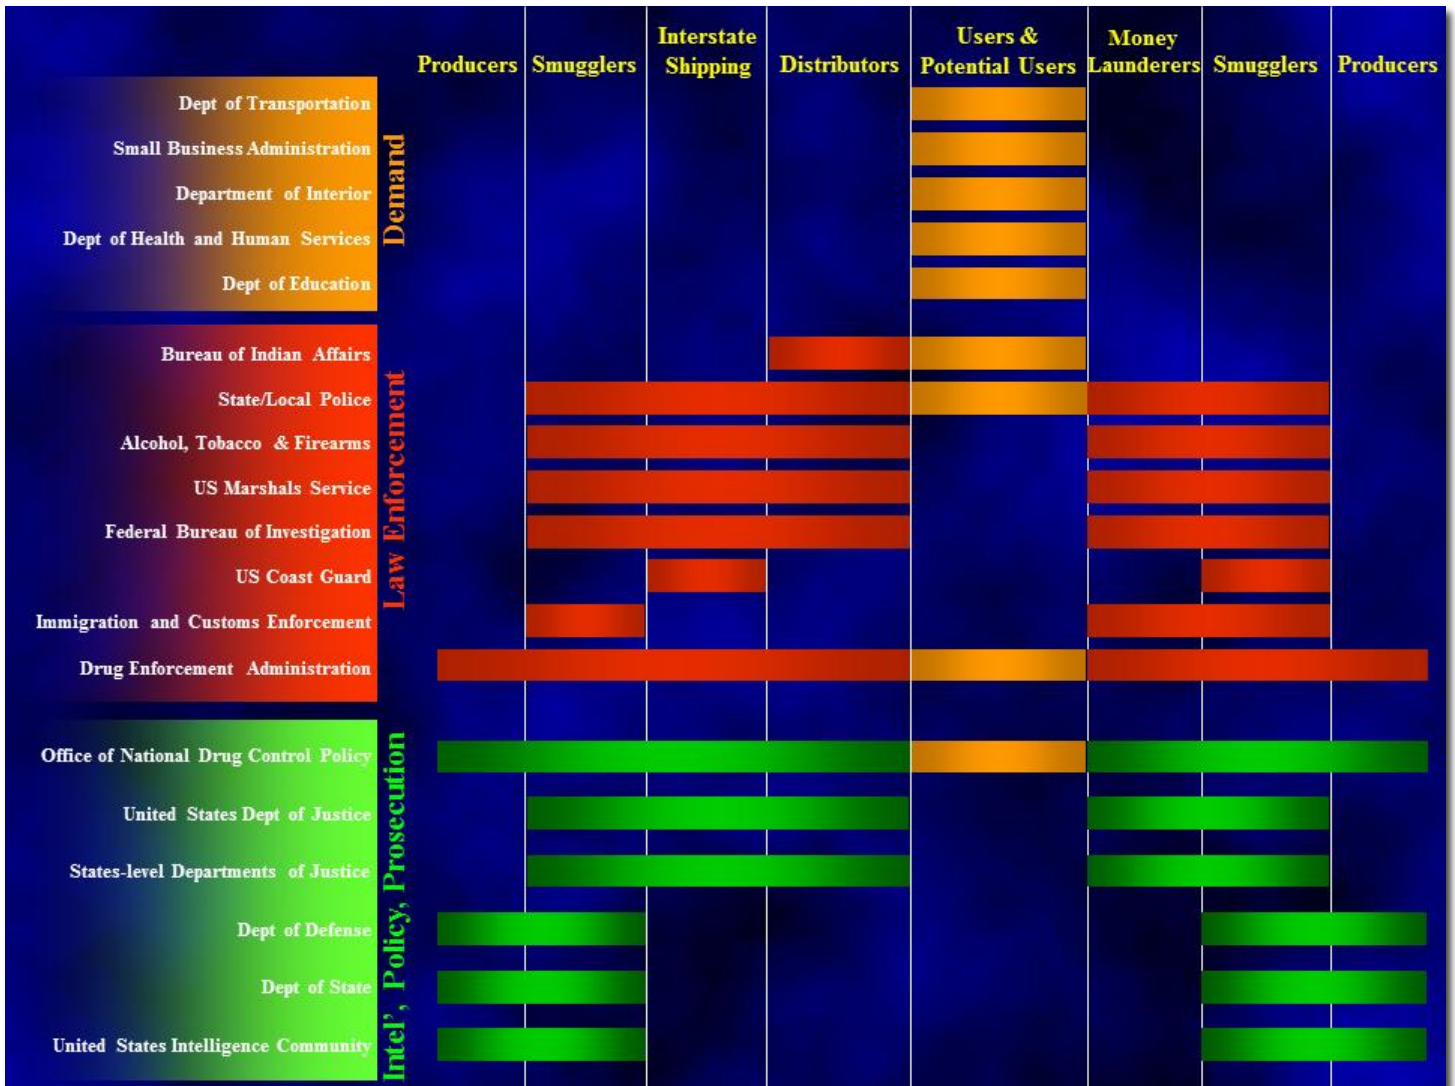 Producers
Smugglers
Interstate
Shipping
Distributors
Users &
Potential Users
Money
Launderers
Smugglers
Producers
Demand
Dept of Transportation
Small Business Administration
Department of Interior
Dept of Health and Human Services
Dept of Education
Law Enforcement
Bureau of Indian Affairs
State/Local Police
Alcohol, Tobacco & Firearms
US Marshals Service
Federal Bureau of Investigation
US Coast Guard
Immigration and Customs Enforcement
Drug Enforcement Administration
Intel', Policy, Prosecution
Office of National Drug Control Policy
United States Dept of Justice
States-level Departments of Justice
Dept of Defense
Dept of State
United States Intelligence Community